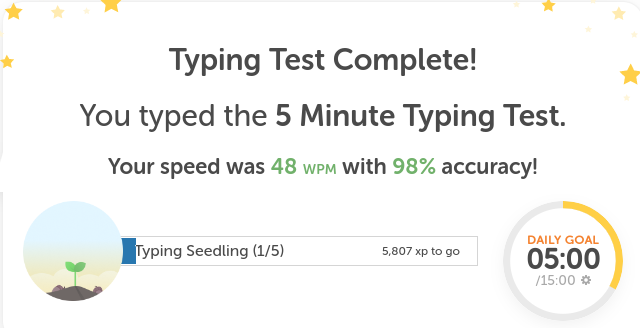 Typing Test Complete!
You typed the 5 Minute Typing Test.
Your speed was 48 WPM with 98% accuracy!
Typing Seedling (1/5)
5,807 xp to go
DAILY GOAL
05:00
/15:00